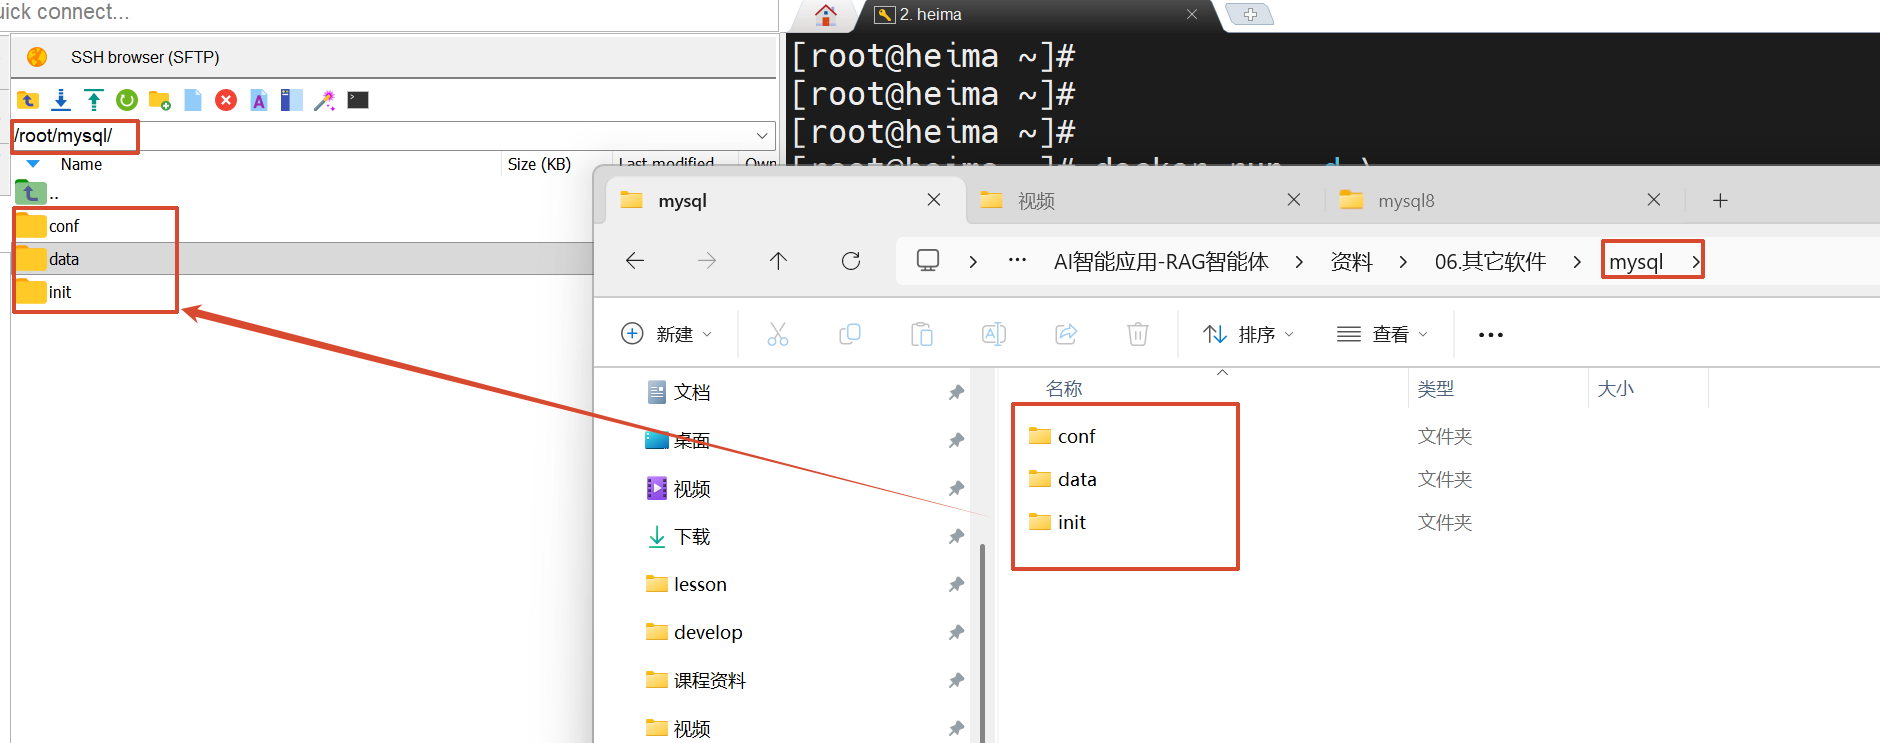 uick connect...
2. heima
SSH browser (SFTP)
/root/mysql/
Name
Size (KB)
Last modified
Own
..
conf
data
init
[root@heima ~]#
[root@heima ~]#
[root@heima ~]#
[root@heima ~]# docker run -d \
mysql
视频
mysql8
... AI智能应用-RAG智能体 > 资料 > 06.其它软件 > mysql >
新建
排序
查看
文档
桌面
视频
下载
lesson
develop
课程资料
视频
名称
类型
大小
conf
文件夹
data
文件夹
init
文件夹